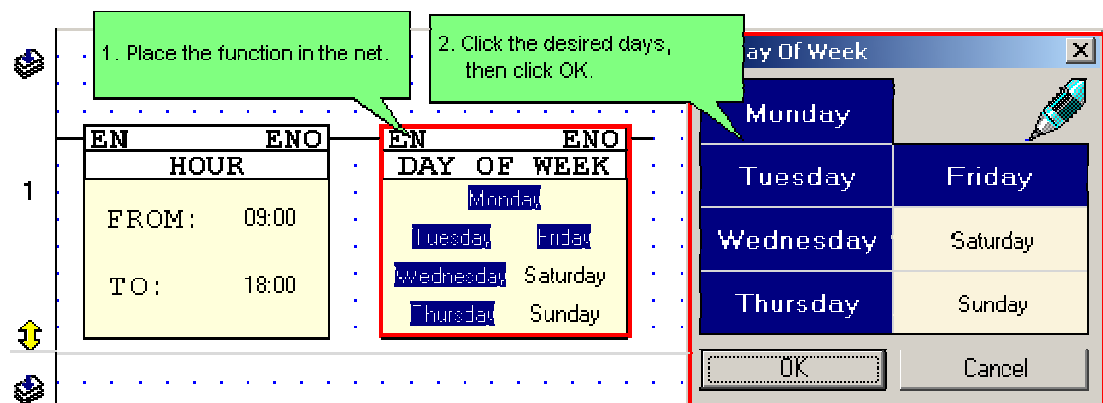 1. Place the function in the net.
2. Click the desired days,
then click OK.
ay Of Week
1
EN ENO
HOUR
FROM: 09:00
TO: 18:00
EN ENO
DAY OF WEEK
Monday
Tuesday Friday
Wednesday Saturday
Thursday Sunday
Monday
Tuesday Friday
Wednesday Saturday
Thursday Sunday
OK Cancel